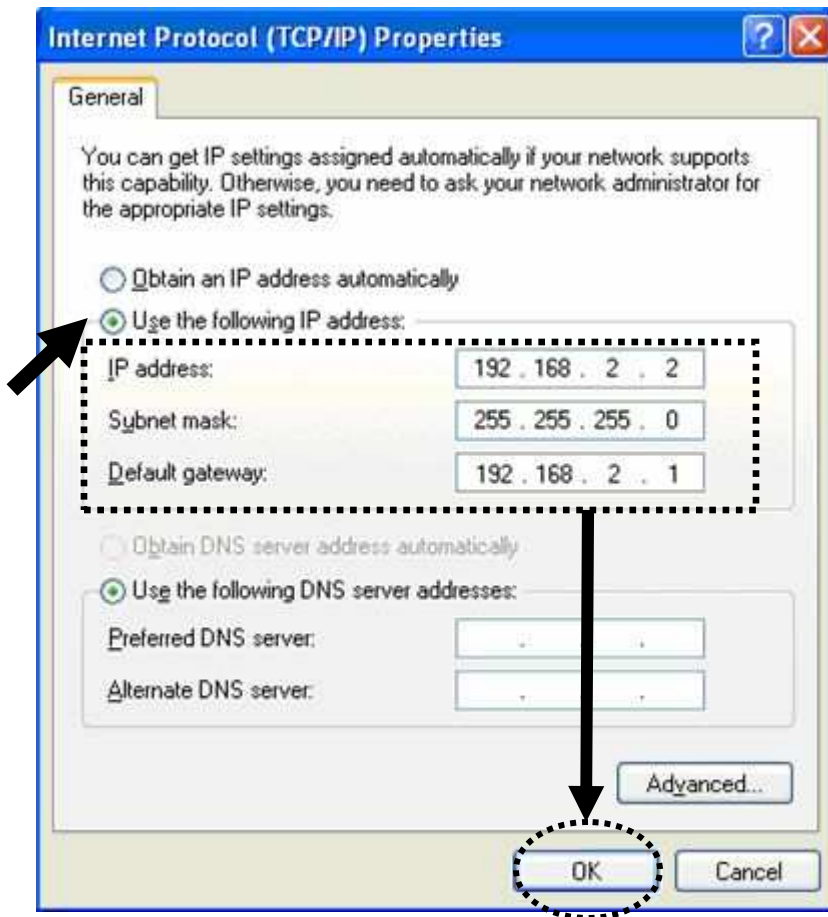 Internet Protocol (TCP/IP) Properties
General
You can get IP settings assigned automatically if your network supports
this capability. Otherwise, you need to ask your network administrator for
the appropriate IP settings.
Obtain an IP address automatically
Use the following IP address:
IP address: 192 . 168 . 2 . 2
Subnet mask: 255 . 255 . 255 . 0
Default gateway: 192 . 168 . 2 . 1
Obtain DNS server address automatically
Use the following DNS server addresses:
Preferred DNS server: . . .
Alternate DNS server: . . .
Advanced...
OK Cancel